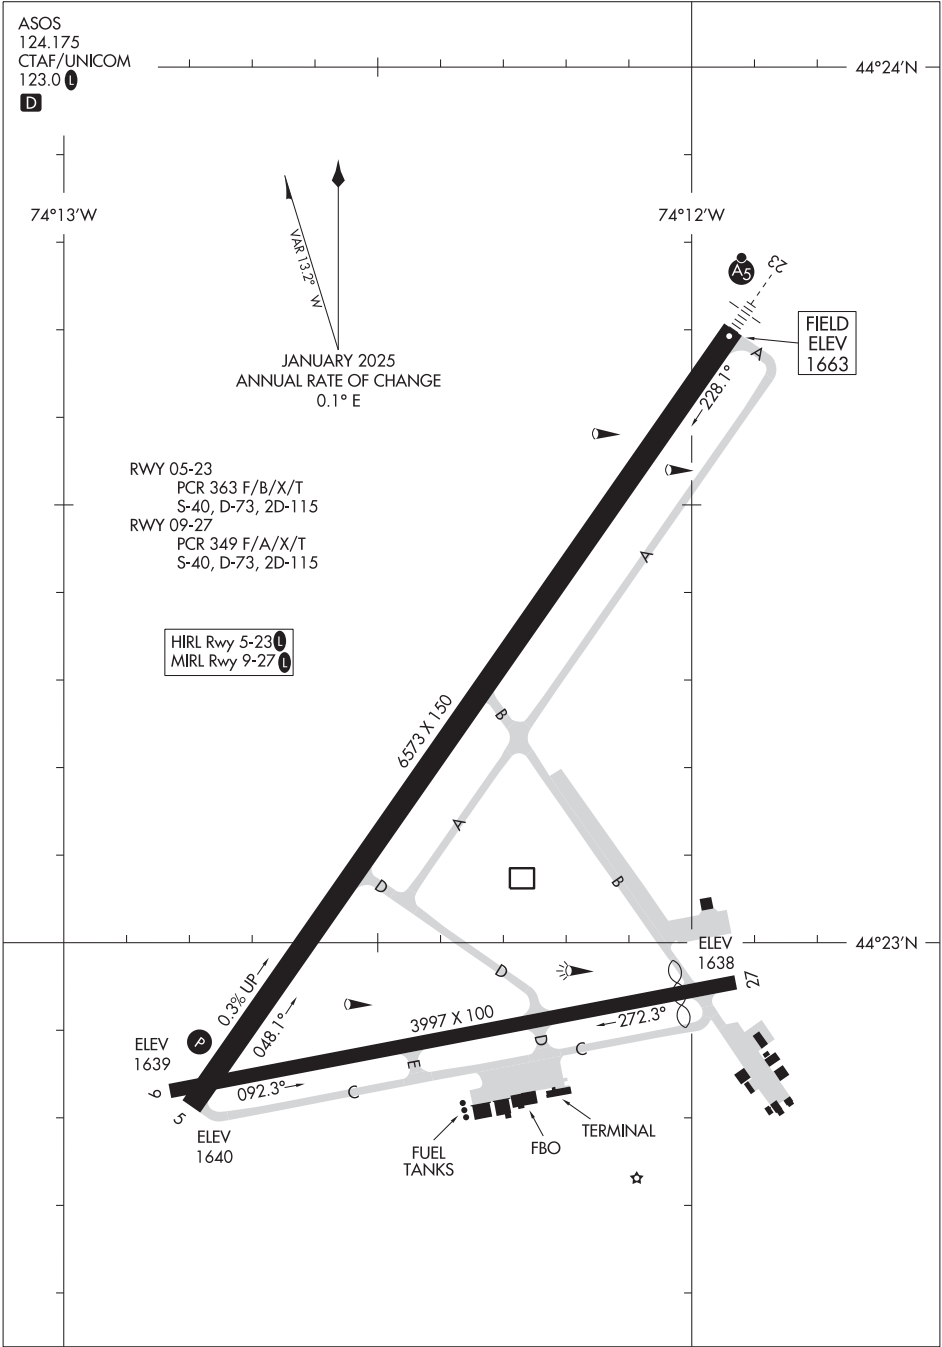 ASOS
124.175
CTAF/UNICOM
123.0 L
D
44°24'N
74°13'W
74°12'W
VAR 13.2° W
JANUARY 2025
ANNUAL RATE OF CHANGE
0.1° E
A5
23
FIELD
ELEV
1663
A
228.1°
RWY 05-23
PCR 363 F/B/X/T
S-40, D-73, 2D-115
RWY 09-27
PCR 349 F/A/X/T
S-40, D-73, 2D-115
A
HIRL Rwy 5-23 L
MIRL Rwy 9-27 L
B
6573 X 150
A
D
B
44°23'N
ELEV
1638
D
27
0.3% UP
048.1°
3997 X 100
272.3°
P
ELEV
1639
D
C
E
9
092.3°
C
5
ELEV
1640
FUEL
TANKS
FBO
TERMINAL